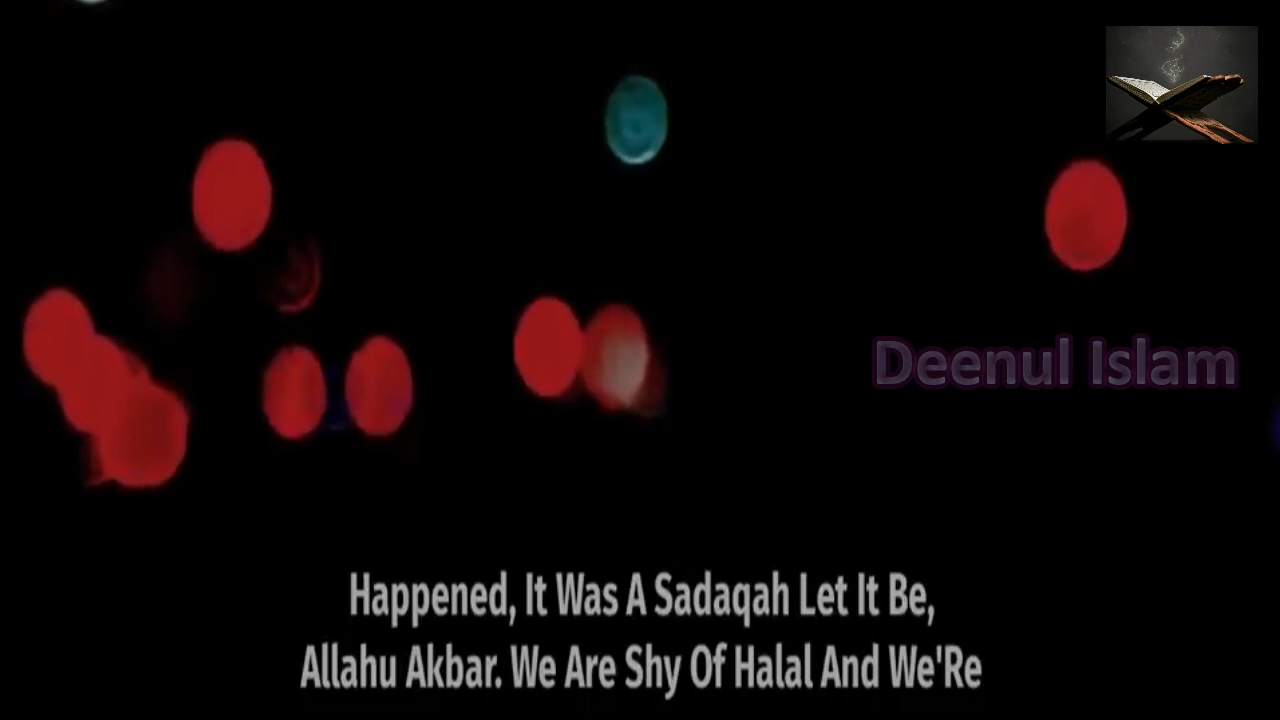 Deenul Islam
Happened, It Was A Sadaqah Let It Be,
Allahu Akbar. We Are Shy Of Halal And We'Re